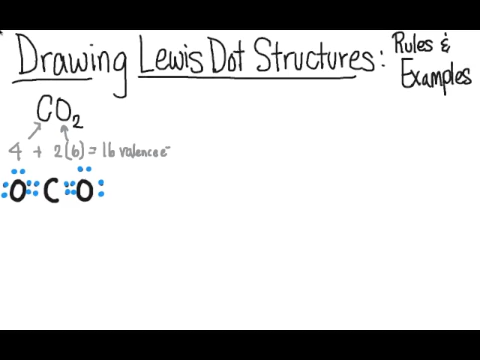 Drawing Lewis Dot Structures:
Rules &
Examples
CO₂
4 + 2(6) = 16 valence e⁻
O C O